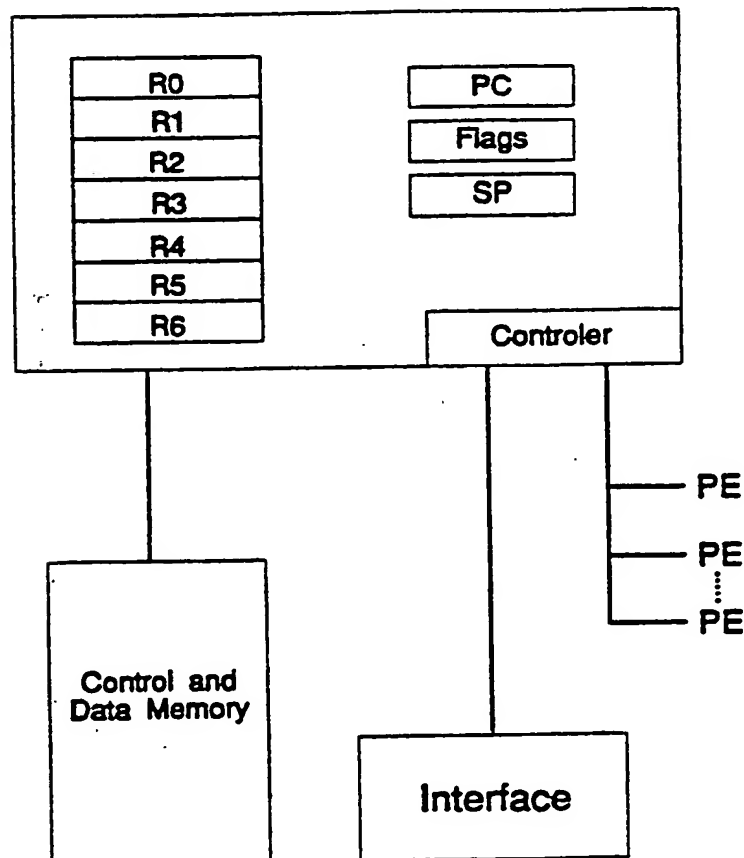 R0
R1
R2
R3
R4
R5
R6
PC
Flags
SP
Controler
PE
PE
PE
Control and
Data Memory
Interface